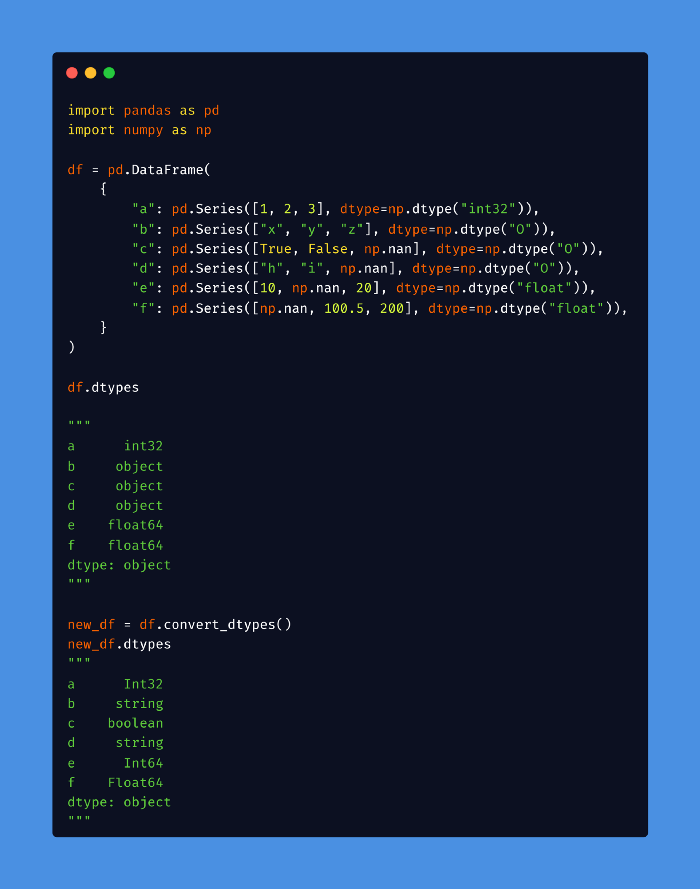 import pandas as pd
import numpy as np

df = pd.DataFrame(
    {
        "a": pd.Series([1, 2, 3], dtype=np.dtype("int32")),
        "b": pd.Series(["x", "y", "z"], dtype=np.dtype("O")),
        "c": pd.Series([True, False, np.nan], dtype=np.dtype("O")),
        "d": pd.Series(["h", "i", np.nan], dtype=np.dtype("O")),
        "e": pd.Series([10, np.nan, 20], dtype=np.dtype("float")),
        "f": pd.Series([np.nan, 100.5, 200], dtype=np.dtype("float")),
    }
)

df.dtypes

"""
a      int32
b     object
c     object
d     object
e    float64
f    float64
dtype: object
"""

new_df = df.convert_dtypes()
new_df.dtypes
"""
a      Int32
b     string
c    boolean
d     string
e      Int64
f    Float64
dtype: object
"""